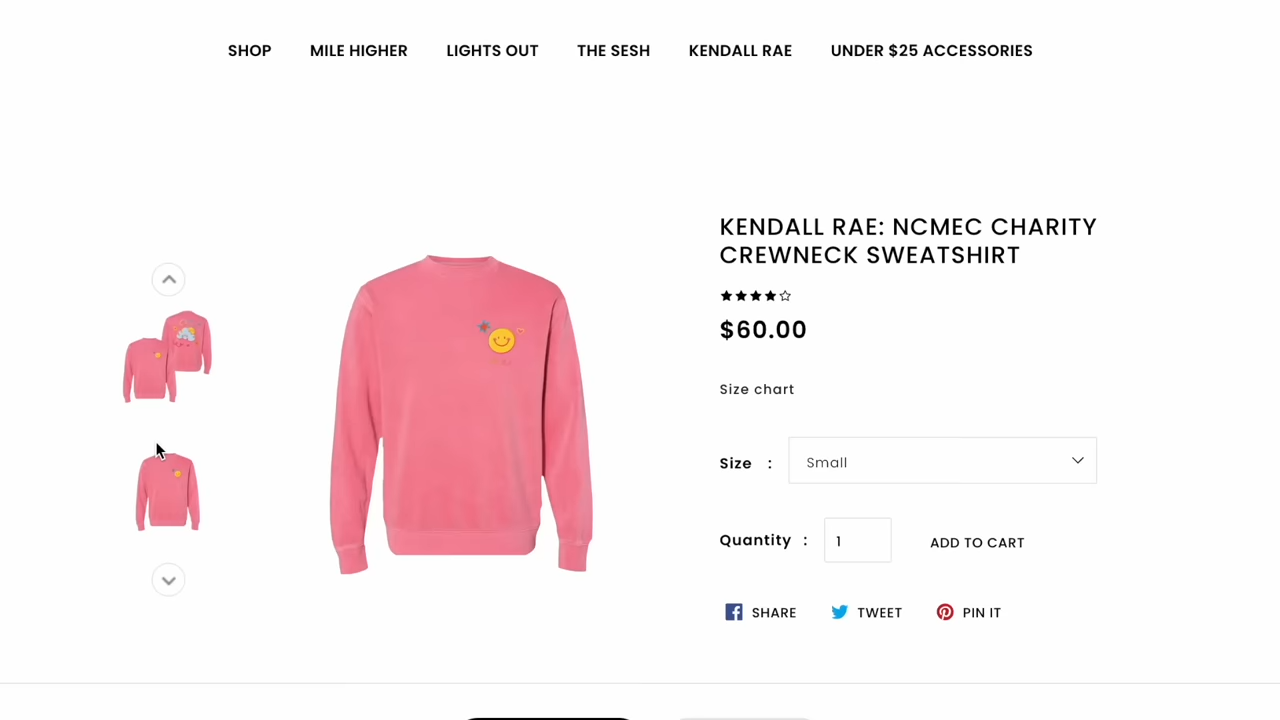 SHOP MILE HIGHER LIGHTS OUT THE SESH KENDALL RAE UNDER $25 ACCESSORIES
KENDALL RAE: NCMEC CHARITY
CREWNECK SWEATSHIRT
$60.00
Size chart
Size : Small
Quantity : 1 ADD TO CART
SHARE TWEET PIN IT